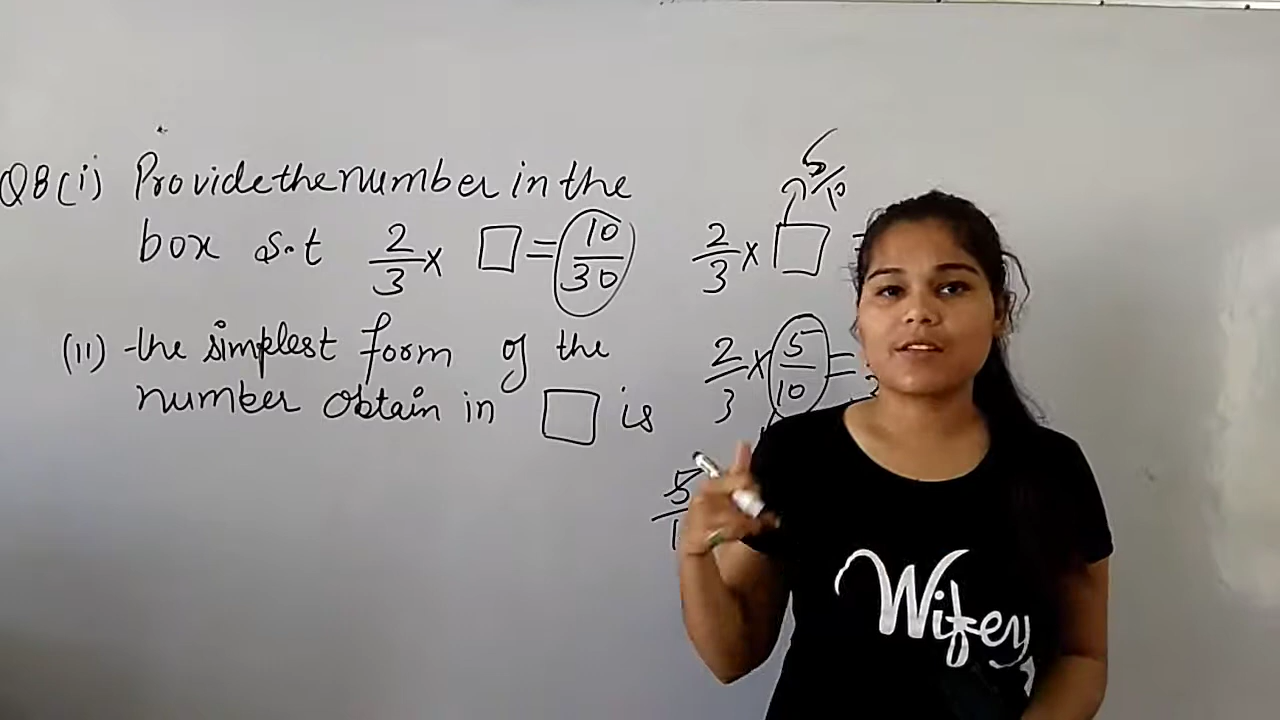 Q8(i) Provide the number in the
box s.t 2/3 × □ = 10/30
(ii) the simplest form of the
number obtain in □ is
5/10
2/3 × □ =
2/3 × 5/10 =
5
Wifey